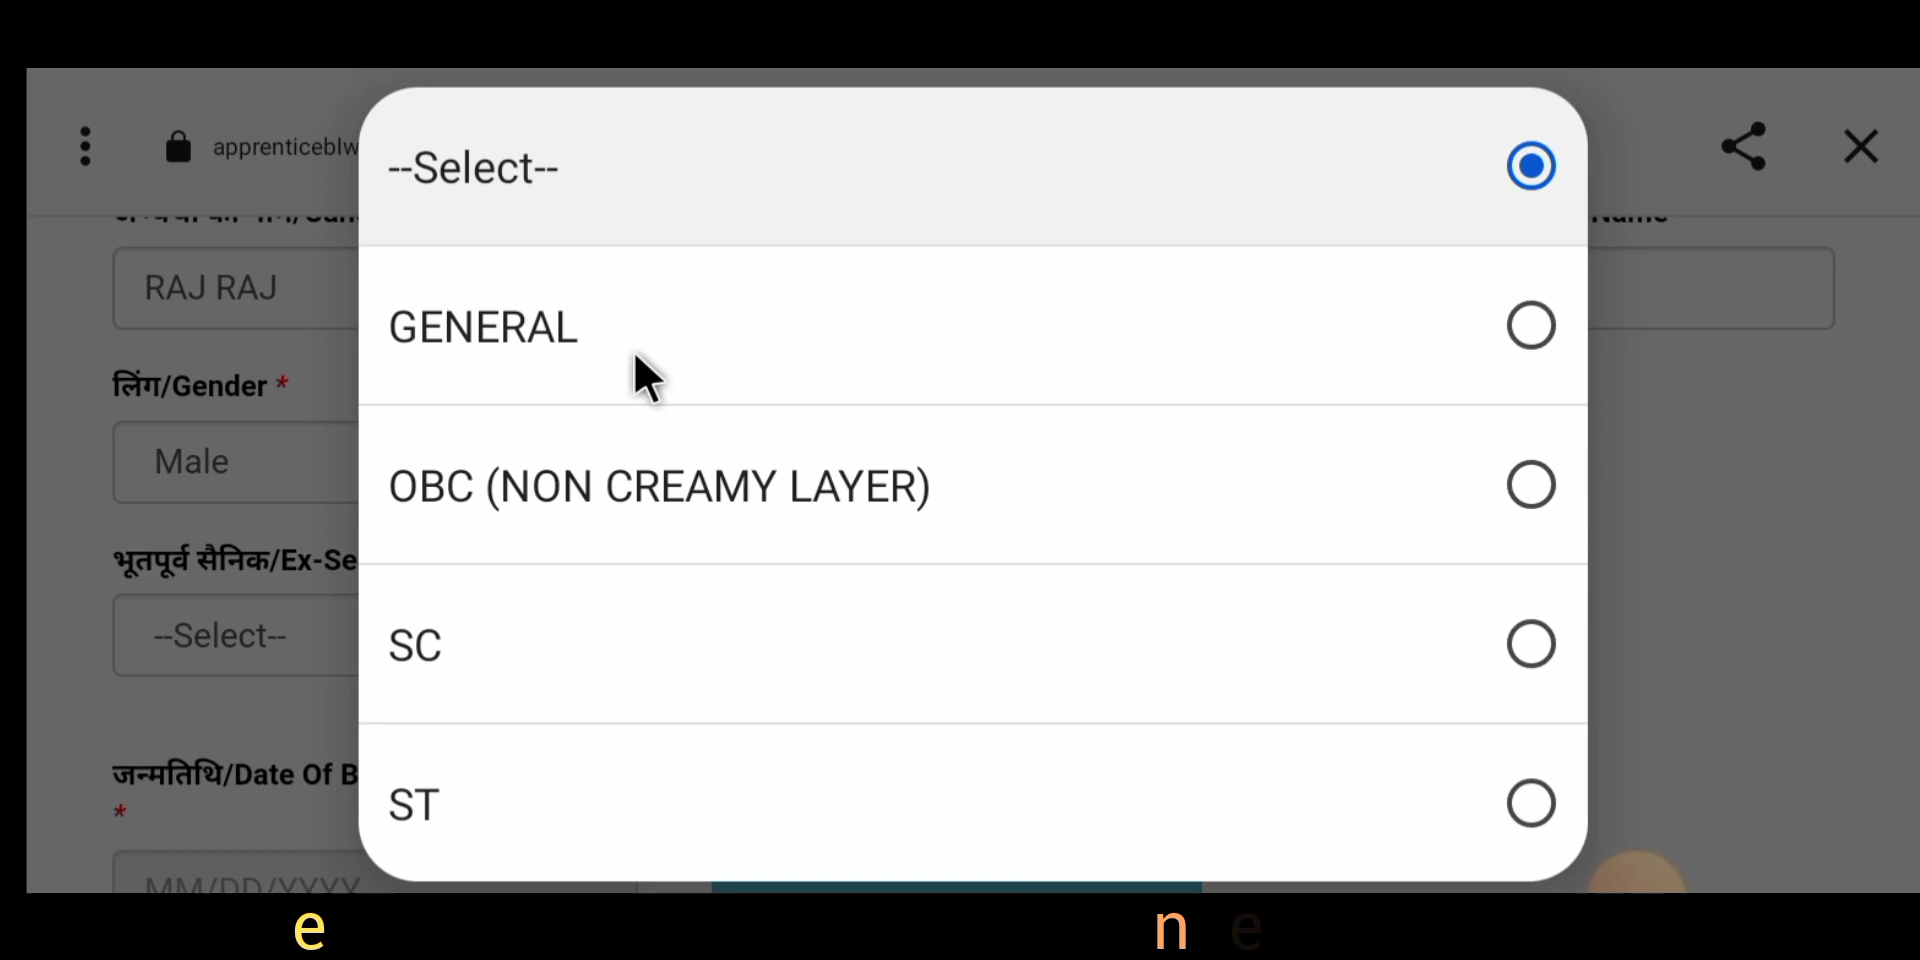 apprenticeblw
--Select--
Name
RAJ RAJ
GENERAL
लिंग/Gender *
Male
OBC (NON CREAMY LAYER)
भूतपूर्व सैनिक/Ex-Se
--Select--
SC
जन्मतिथि/Date Of B
*
ST
MM/DD/YYYY
e n e